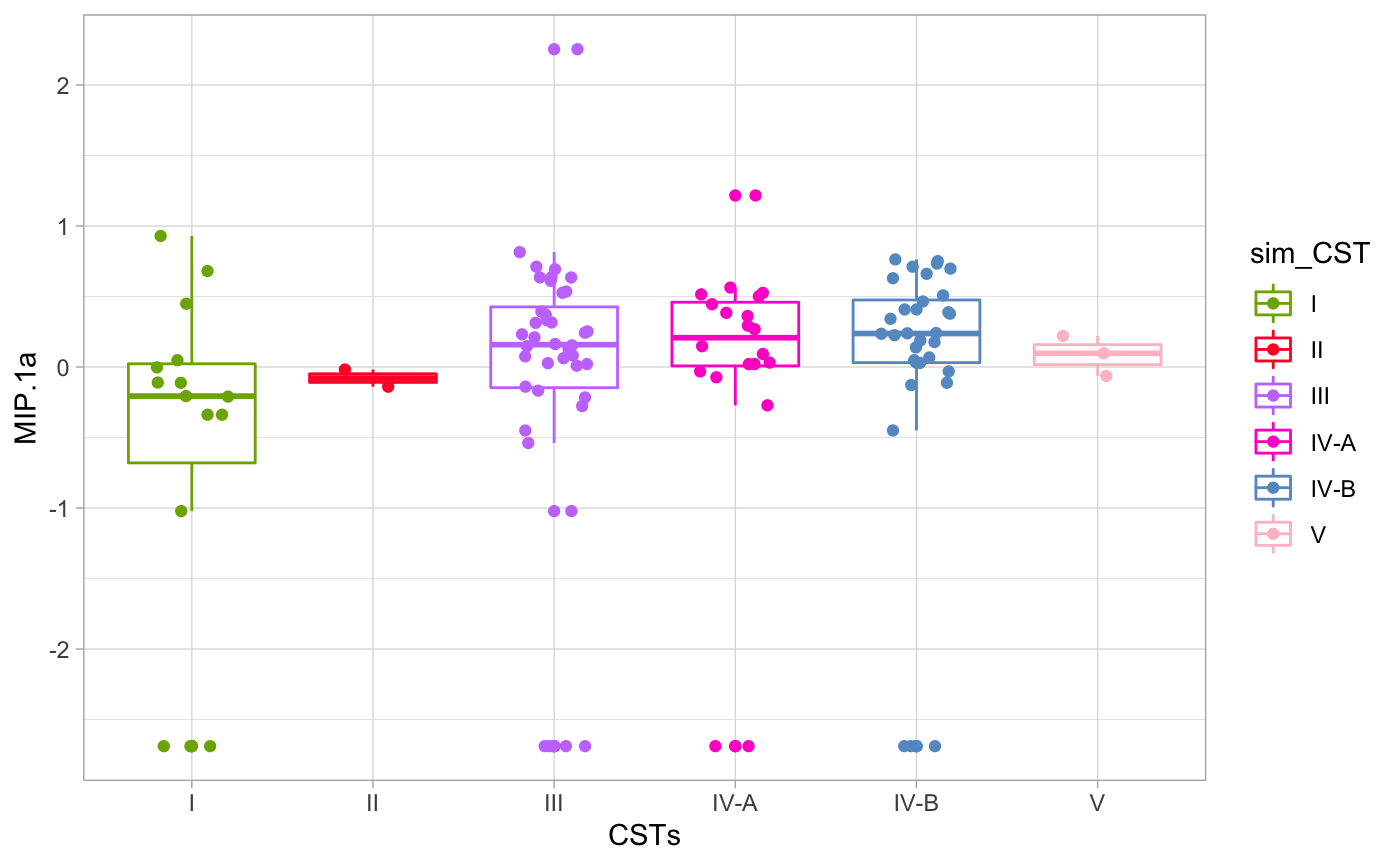 MIP.1a
2
1
0
-1
-2
I II III IV-A IV-B V
CSTs
sim_CST
I
II
III
IV-A
IV-B
V